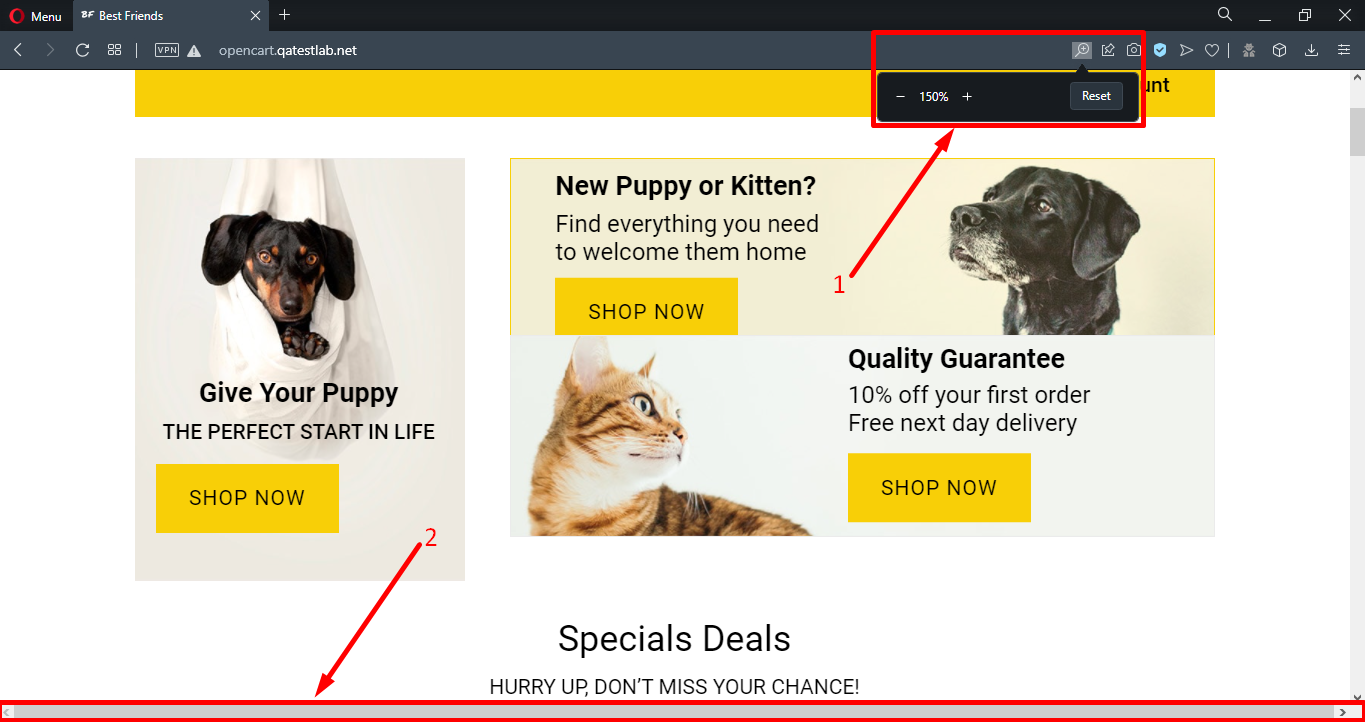 Menu
BF Best Friends
VPN
opencart.qatestlab.net
150%
Reset
unt
1
New Puppy or Kitten?
Find everything you need
to welcome them home
SHOP NOW
Give Your Puppy
THE PERFECT START IN LIFE
SHOP NOW
Quality Guarantee
10% off your first order
Free next day delivery
SHOP NOW
2
Specials Deals
HURRY UP, DON’T MISS YOUR CHANCE!